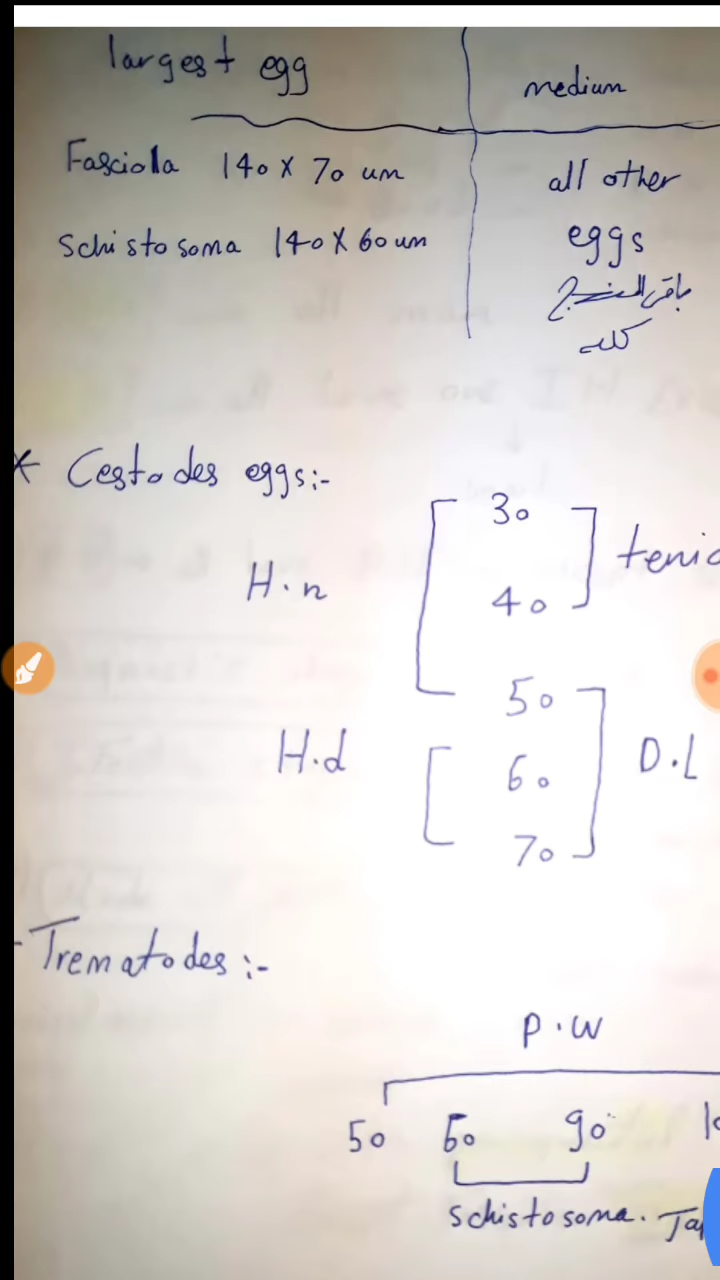 largest egg
medium
Fasciola 140 X 70 um
all other
Schistosoma 140 X 60 um
eggs
باقي المنهج
كله
* Cestodes eggs:-
H.n
30
40
50
tenia
H.d
60
70
D.L
- Trematodes :-
P.W
50 60 90
schistosoma. Ja